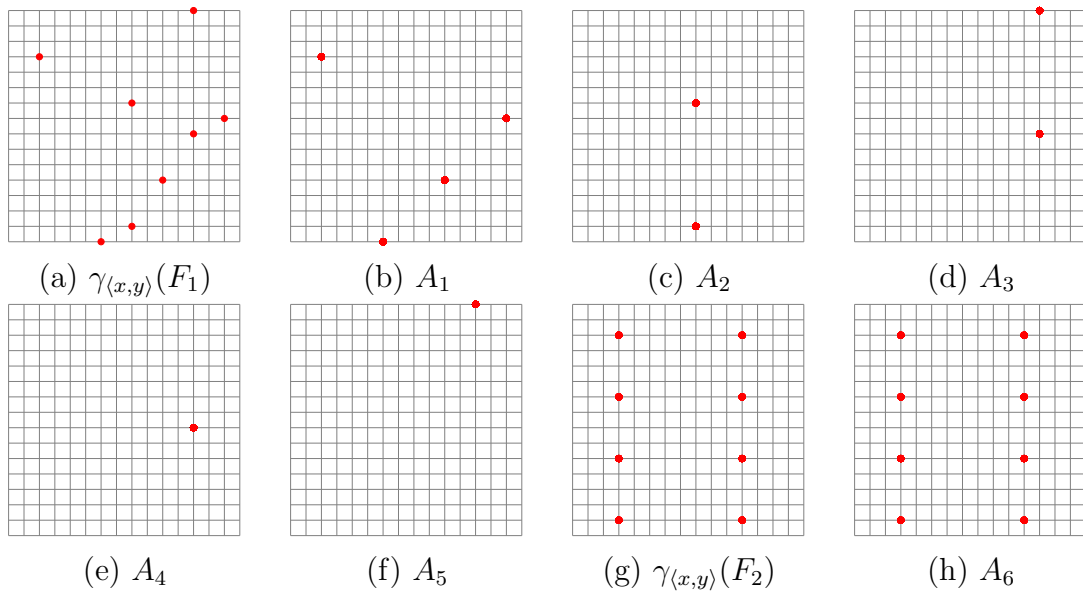 (a) γ⟨x,y⟩(F1) (b) A1 (c) A2 (d) A3
(e) A4 (f) A5 (g) γ⟨x,y⟩(F2) (h) A6